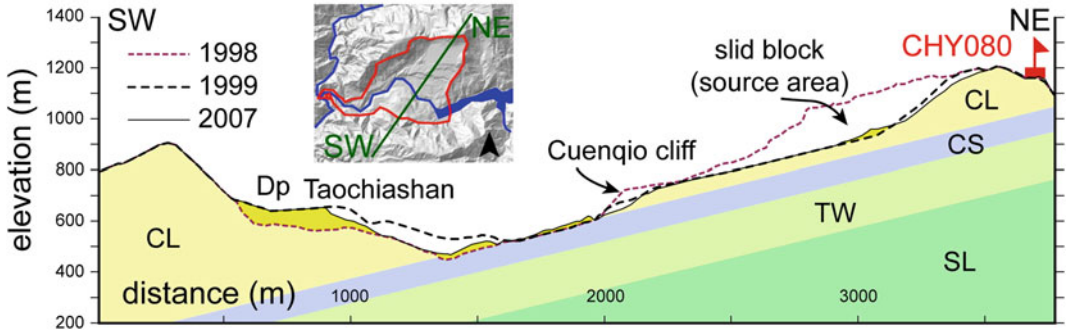 1400 SW NE NE
1998
1999
2007
SW
slid block
(source area)
CHY080
1200
1000
800
600
400
200
elevation (m)
Cuenqio cliff
Dp Taochiashan
CL
CL
CS
TW
SL
distance (m) 1000 2000 3000